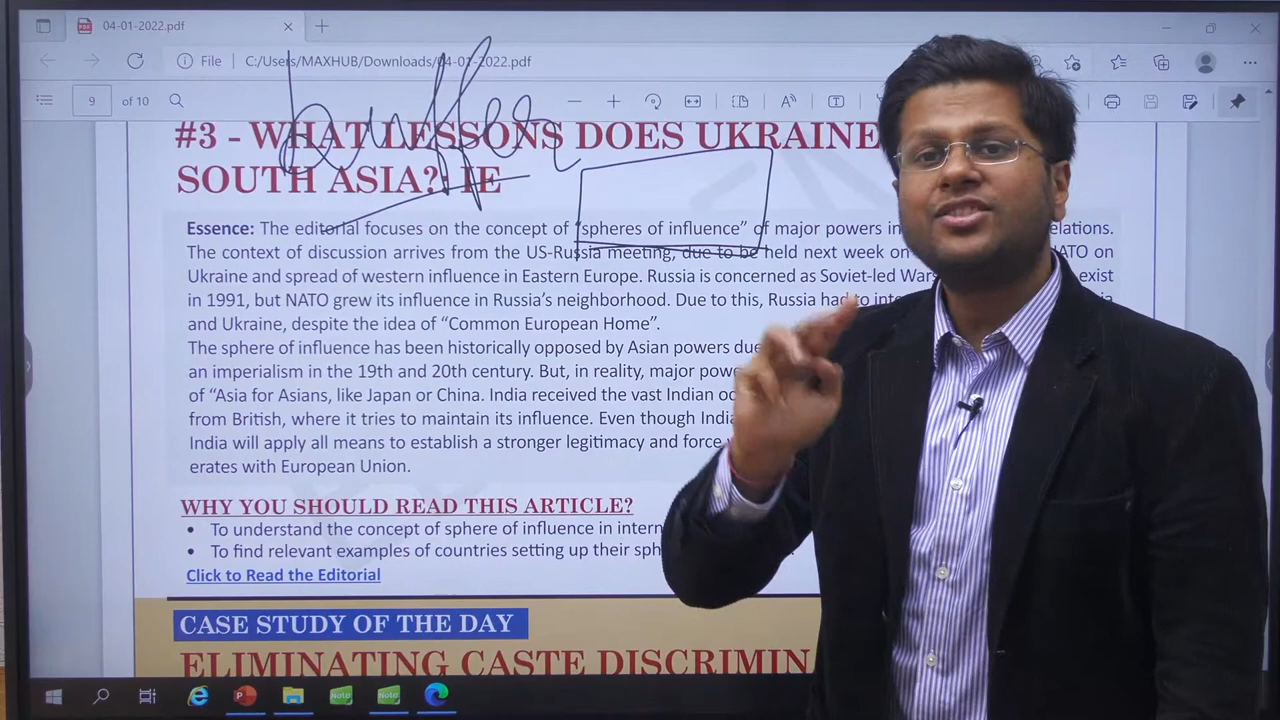 04-01-2022.pdf
File C:/Users/MAXHUB/Downloads/04-01-2022.pdf
9 of 10
buffer
#3 - WHAT LESSONS DOES UKRAINE
SOUTH ASIA?: IE
Essence: The editorial focuses on the concept of “spheres of influence” of major powers in elations.
The context of discussion arrives from the US-Russia meeting, due to be held next week on ATO on
Ukraine and spread of western influence in Eastern Europe. Russia is concerned as Soviet-led Wars exist
in 1991, but NATO grew its influence in Russia’s neighborhood. Due to this, Russia had to inte
and Ukraine, despite the idea of “Common European Home”.
The sphere of influence has been historically opposed by Asian powers due
an imperialism in the 19th and 20th century. But, in reality, major powe
of “Asia for Asians, like Japan or China. India received the vast Indian oc
from British, where it tries to maintain its influence. Even though India
India will apply all means to establish a stronger legitimacy and force
erates with European Union.
WHY YOU SHOULD READ THIS ARTICLE?
• To understand the concept of sphere of influence in intern
• To find relevant examples of countries setting up their sph
Click to Read the Editorial
CASE STUDY OF THE DAY
ELIMINATING CASTE DISCRIMIN